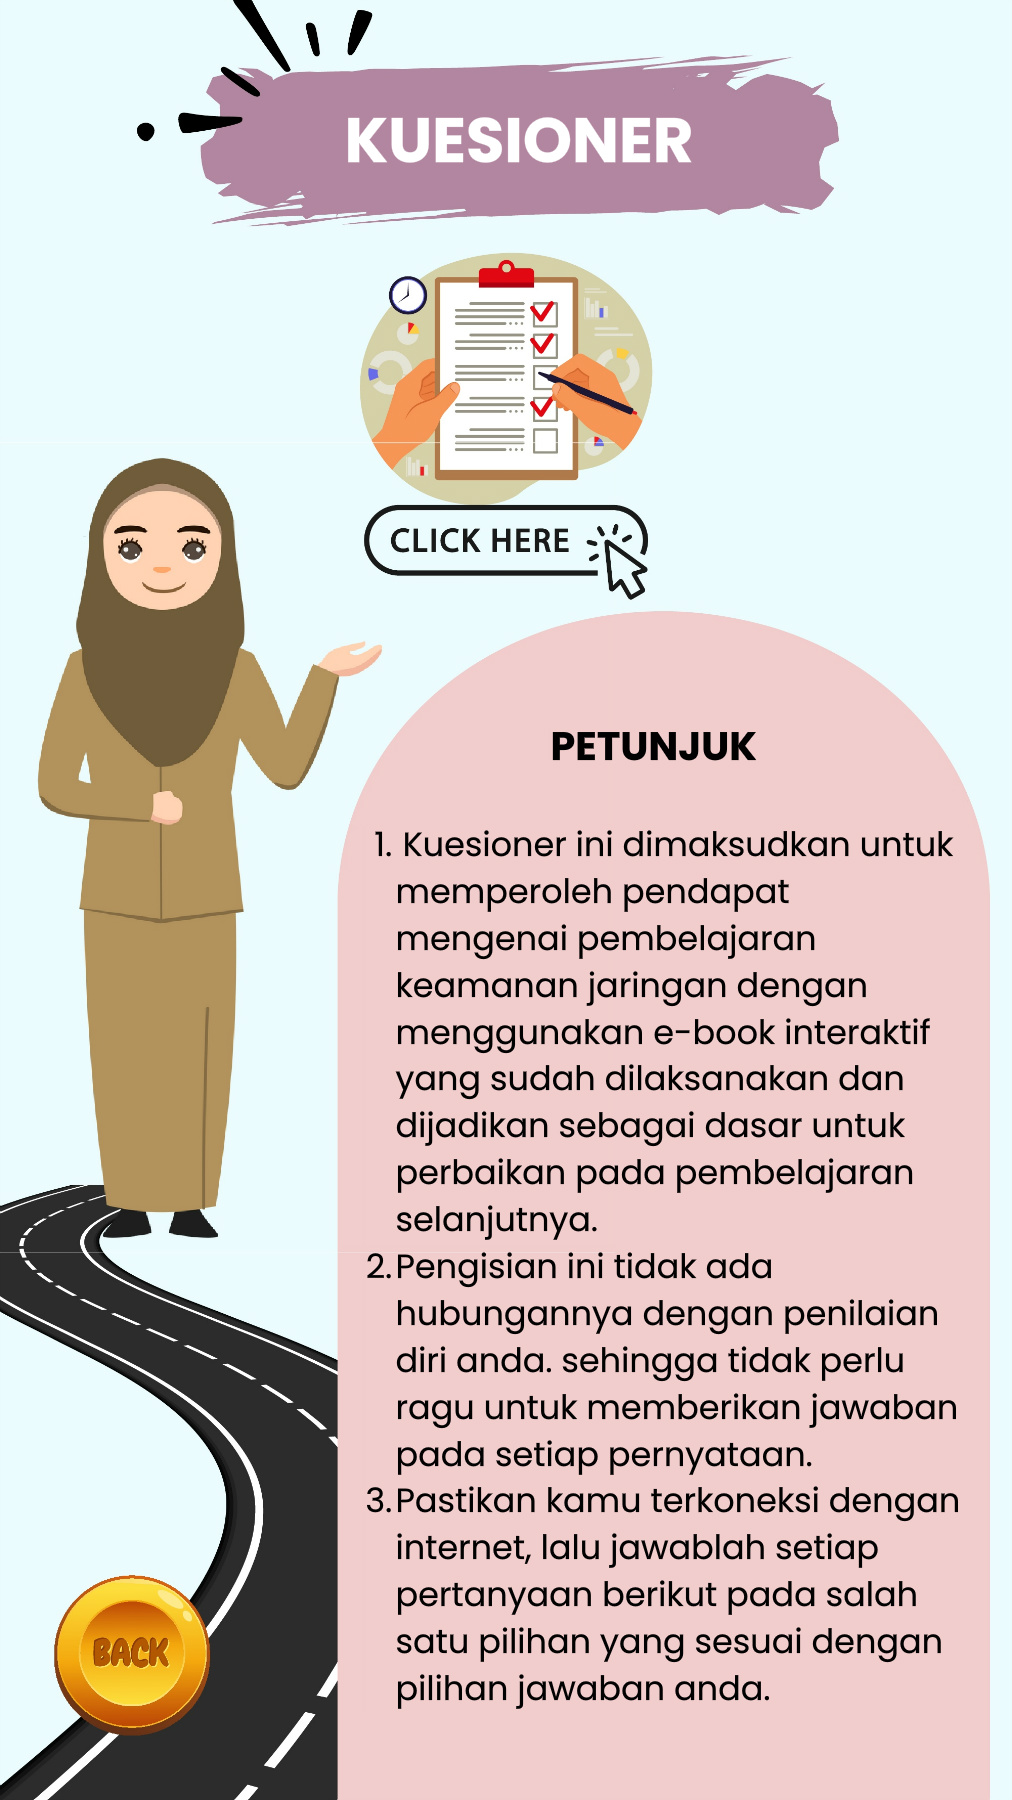 KUESIONER
CLICK HERE
PETUNJUK
1. Kuesioner ini dimaksudkan untuk
memperoleh pendapat
mengenai pembelajaran
keamanan jaringan dengan
menggunakan e-book interaktif
yang sudah dilaksanakan dan
dijadikan sebagai dasar untuk
perbaikan pada pembelajaran
selanjutnya.
2. Pengisian ini tidak ada
hubungannya dengan penilaian
diri anda. sehingga tidak perlu
ragu untuk memberikan jawaban
pada setiap pernyataan.
3. Pastikan kamu terkoneksi dengan
internet, lalu jawablah setiap
pertanyaan berikut pada salah
satu pilihan yang sesuai dengan
pilihan jawaban anda.
BACK